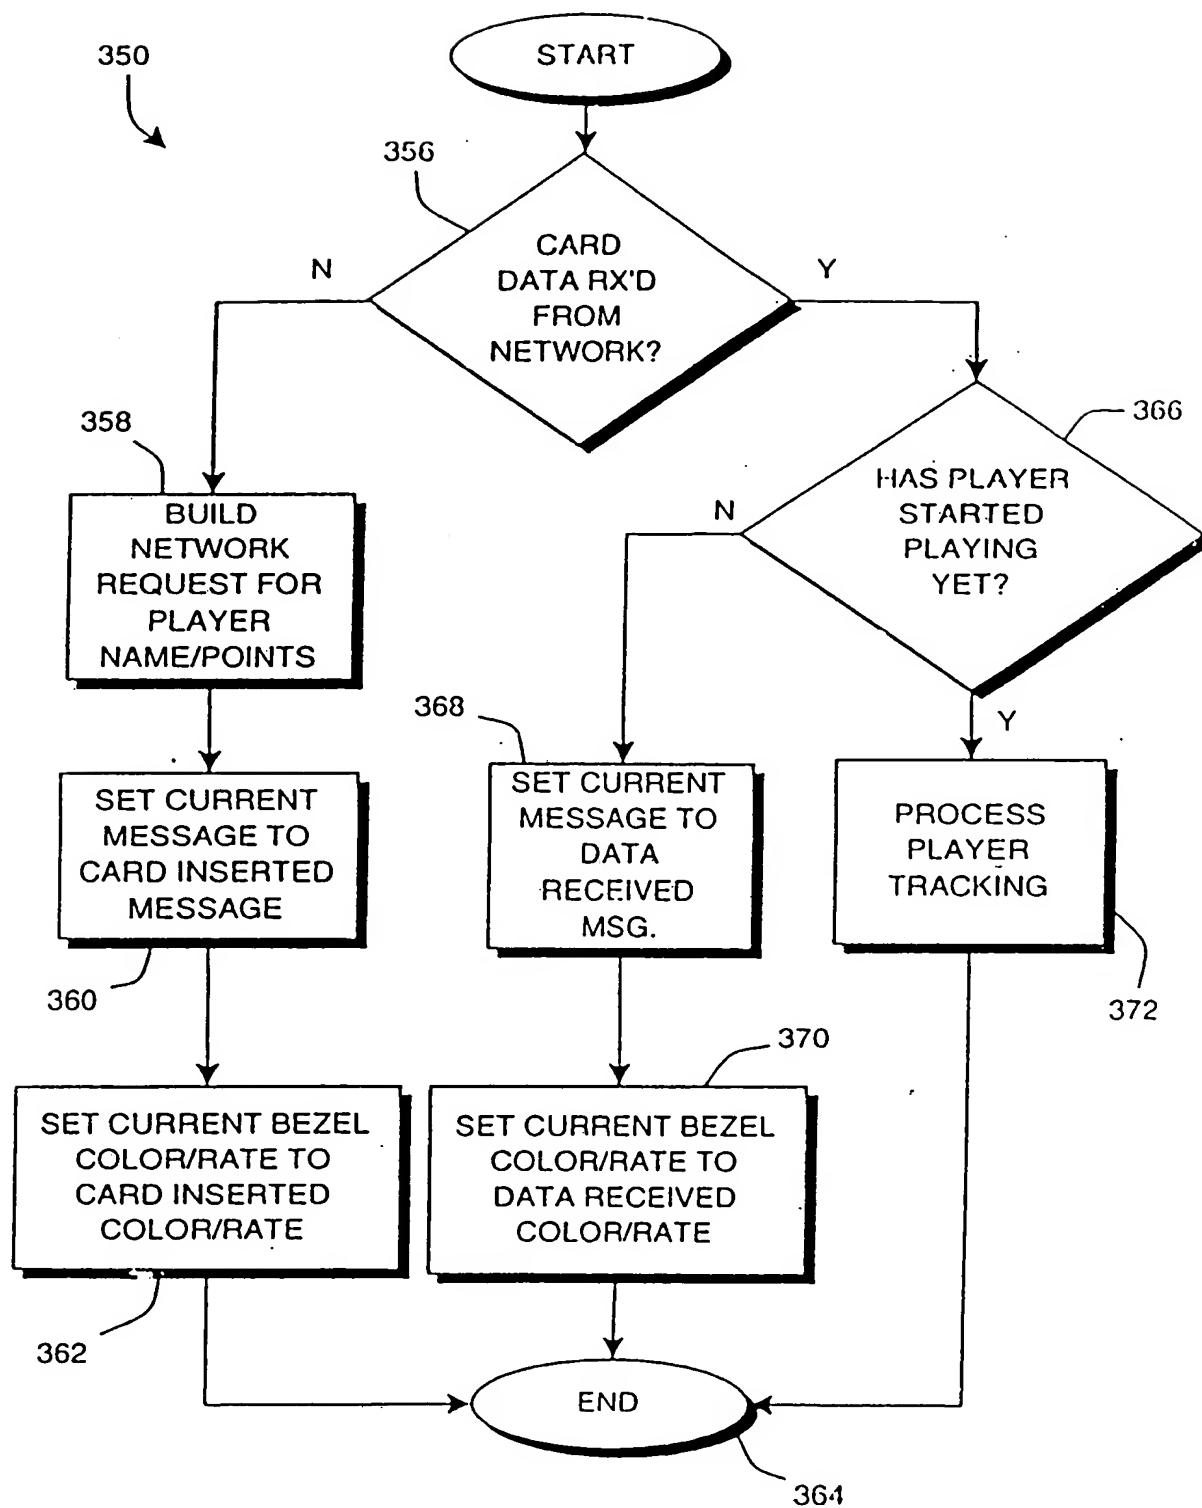 350
START
356
CARD
DATA RX'D
FROM
NETWORK?
N
Y
358
BUILD
NETWORK
REQUEST FOR
PLAYER
NAME/POINTS
366
HAS PLAYER
STARTED
PLAYING
YET?
N
Y
SET CURRENT
MESSAGE TO
CARD INSERTED
MESSAGE
360
368
SET CURRENT
MESSAGE TO
DATA
RECEIVED
MSG.
PROCESS
PLAYER
TRACKING
372
SET CURRENT BEZEL
COLOR/RATE TO
CARD INSERTED
COLOR/RATE
362
370
SET CURRENT BEZEL
COLOR/RATE TO
DATA RECEIVED
COLOR/RATE
END
364